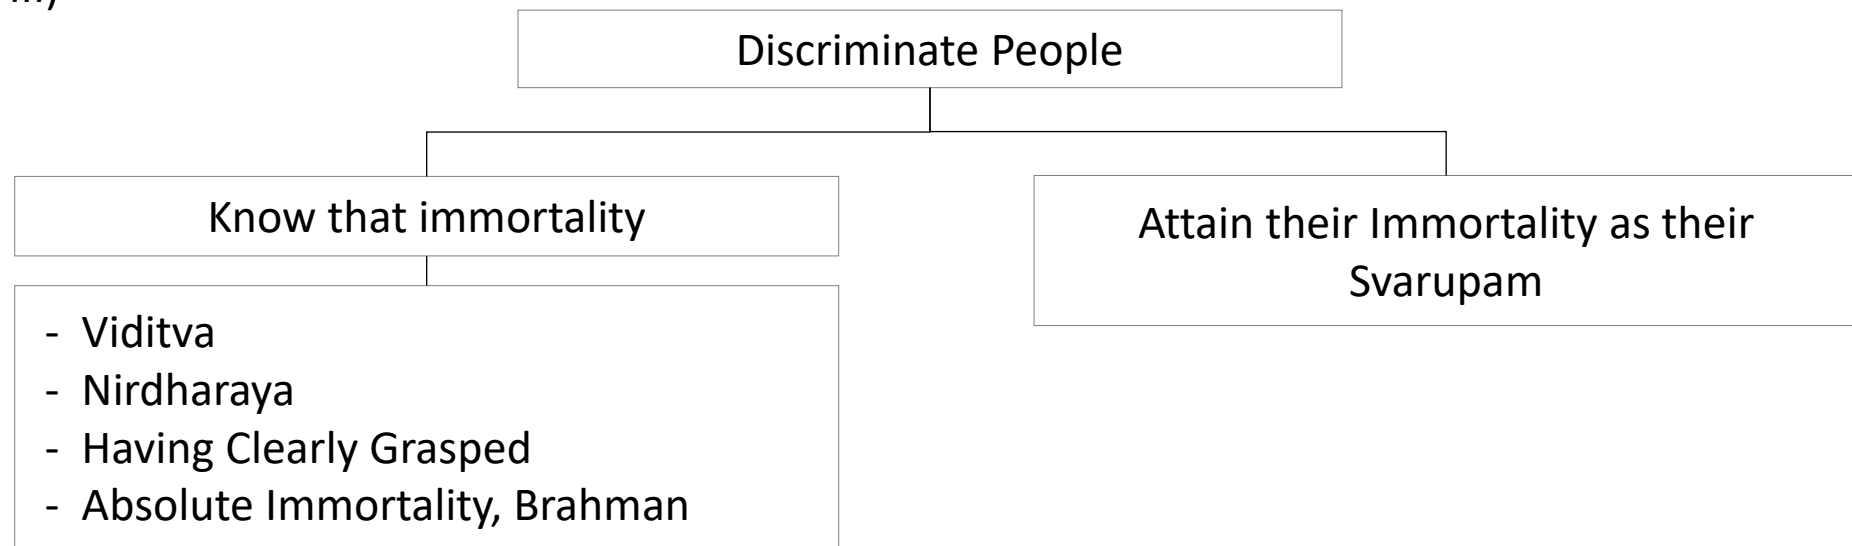 III)
Discriminate People
Know that immortality
Attain their Immortality as their
Svarupam
- Viditva
- Nirdharaya
- Having Clearly Grasped
- Absolute Immortality, Brahman